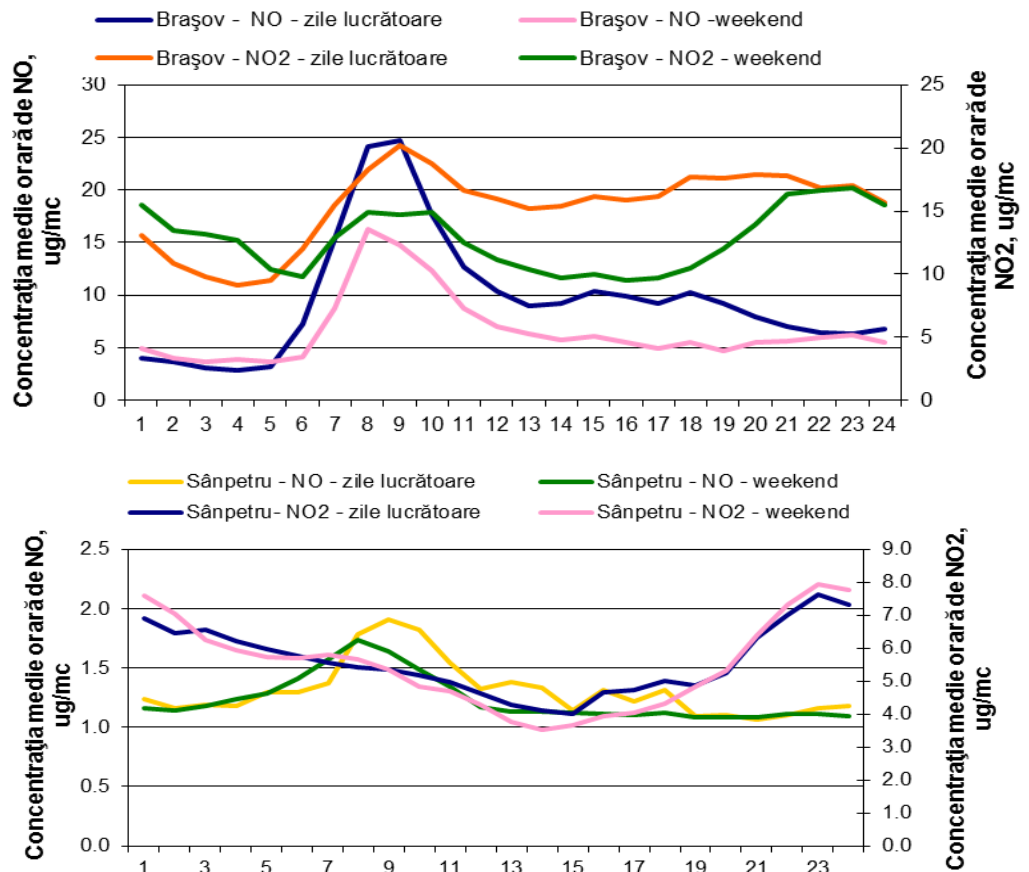 Braşov - NO - zile lucrătoare
Braşov - NO -weekend
Braşov - NO2 - zile lucrătoare
Braşov - NO2 - weekend
Concentraţia medie orară de NO,
ug/mc
30
25
20
15
10
5
0
25
20
15
10
5
0
Concentraţia medie orară de
NO2, ug/mc
1 2 3 4 5 6 7 8 9 10 11 12 13 14 15 16 17 18 19 20 21 22 23 24
Sânpetru - NO - zile lucrătoare
Sânpetru - NO - weekend
Sânpetru- NO2 - zile lucrătoare
Sânpetru - NO2 - weekend
Concentraţia medie orară de NO,
ug/mc
2.5
2.0
1.5
1.0
0.5
0.0
9.0
8.0
7.0
6.0
5.0
4.0
3.0
2.0
1.0
0.0
Concentraţia medie orară de NO2,
ug/mc
1 3 5 7 9 11 13 15 17 19 21 23